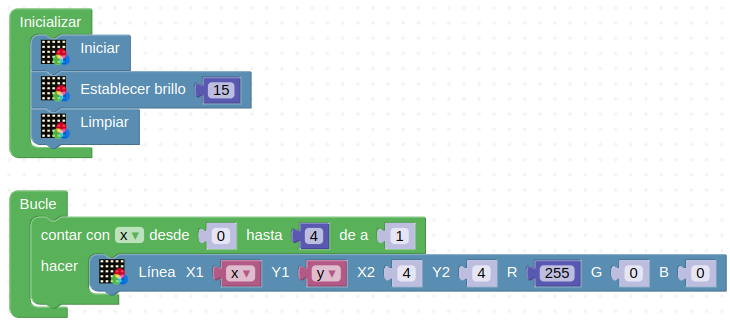 Inicializar
Iniciar
Establecer brillo 15
Limpiar
Bucle
contar con x desde 0 hasta 4 de a 1
hacer Línea X1 x Y1 y X2 4 Y2 4 R 255 G 0 B 0